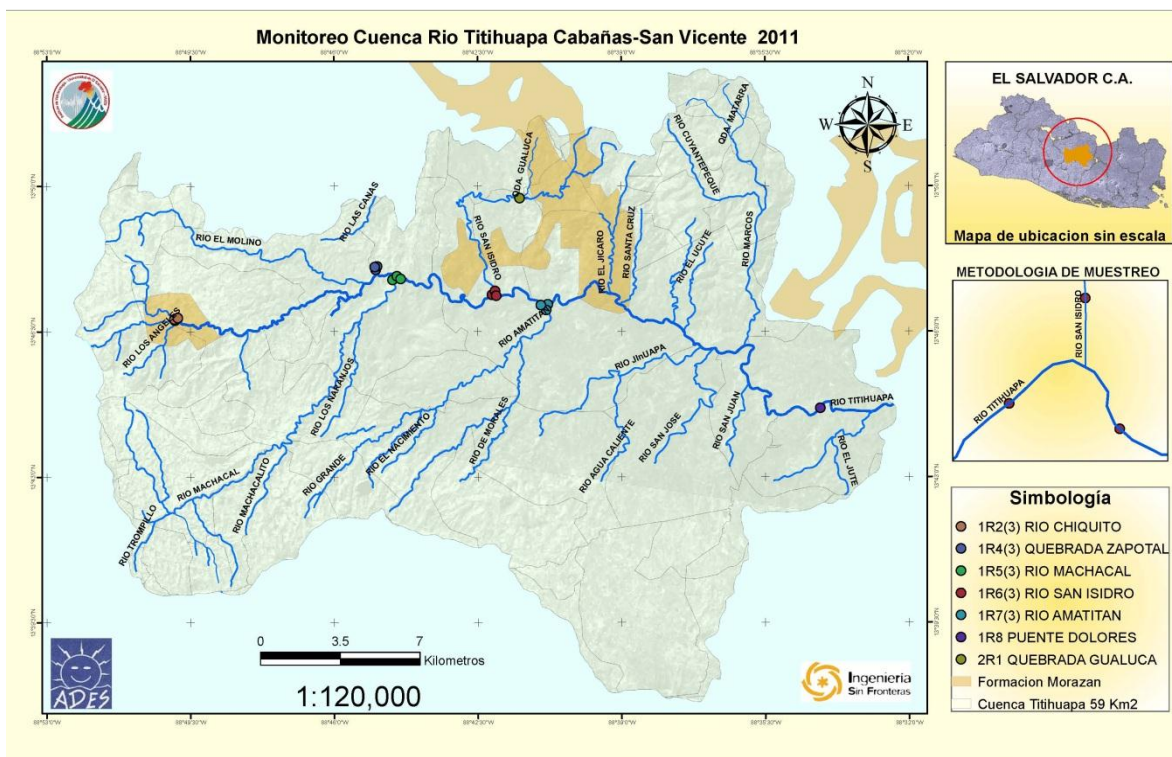 Monitoreo Cuenca Rio Titihuapa Cabañas-San Vicente 2011
N
W E
S
QDA. MATARRA
RIO CUYANTEPEQUE
QDA. GUALUCA
RIO LAS CANAS
RIO EL MOLINO
RIO SAN ISIDRO
RIO EL JICARO
RIO SANTA CRUZ
RIO EL UCUTE
RIO MARCOS
RIO LOS ANGELES
RIO AMATITAN
RIO LOS NARANJOS
RIO JInUAPA
RIO TITIHUAPA
RIO DE MORALES
RIO EL NACIMIENTO
RIO GRANDE
RIO AGUA CALIENTE
RIO SAN JOSE
RIO SAN JUAN
RIO EL JUTE
RIO MACHACAL
RIO MACHACALITO
RIO TROMPILLO
0 3.5 7
Kilometros
1:120,000
ADES
Ingeniería
Sin Fronteras
EL SALVADOR C.A.
Mapa de ubicacion sin escala
METODOLOGIA DE MUESTREO
RIO SAN ISIDRO
RIO TITIHUAPA
Simbología
1R2(3) RIO CHIQUITO
1R4(3) QUEBRADA ZAPOTAL
1R5(3) RIO MACHACAL
1R6(3) RIO SAN ISIDRO
1R7(3) RIO AMATITAN
1R8 PUENTE DOLORES
2R1 QUEBRADA GUALUCA
Formacion Morazan
Cuenca Titihuapa 59 Km2